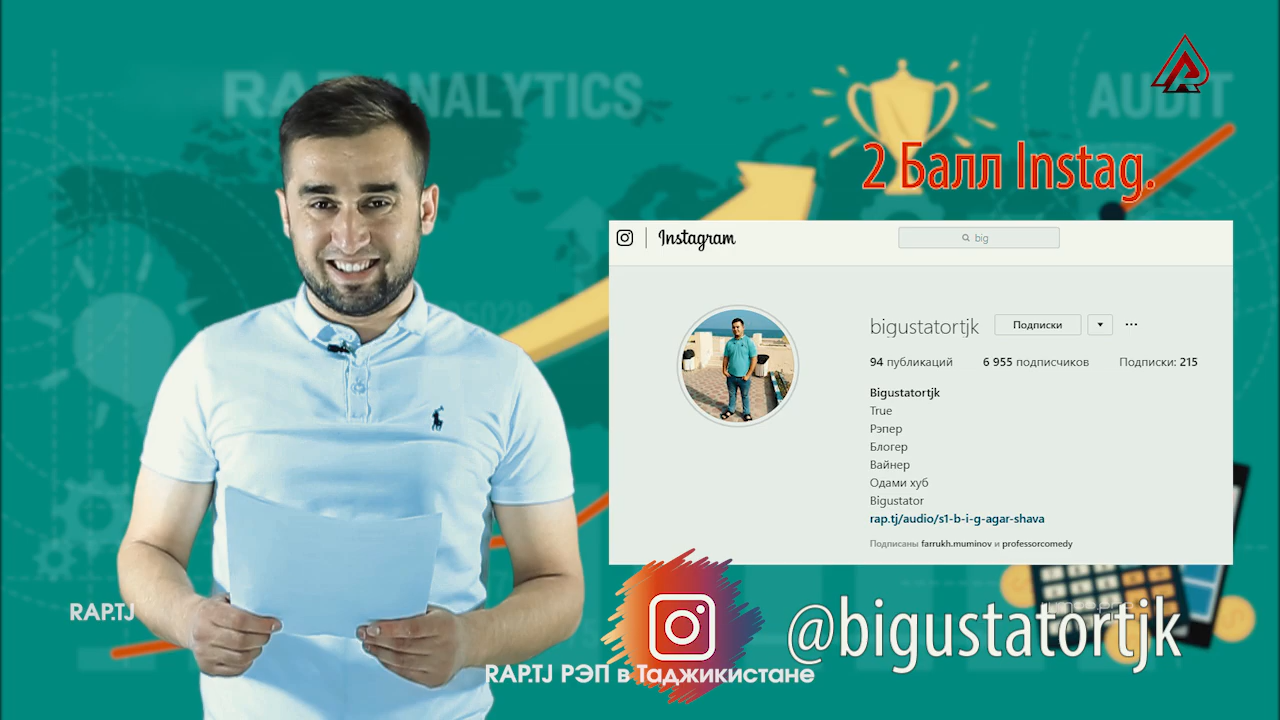 RAP ANALYTICS
AUDIT
2 Балл Instag.
Instagram
big
bigustatortjk
Подписки
94 публикаций
6 955 подписчиков
Подписки: 215
Bigustatortjk
True
Рэпер
Блогер
Вайнер
Одами хуб
Bigustator
rap.tj/audio/s1-b-i-g-agar-shava
Подписаны farrukh.muminov и professorcomedy
RAP.TJ
@bigustatortjk
RAP.TJ РЭП в Таджикистане